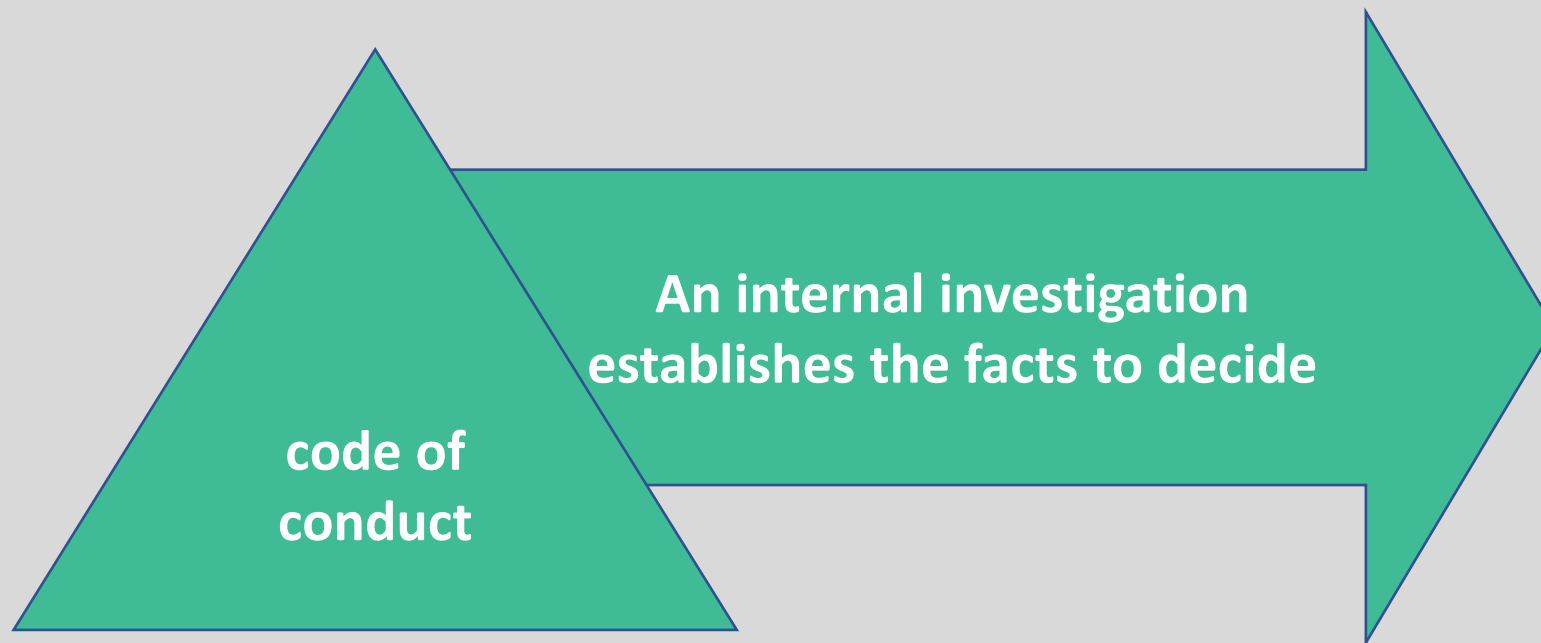 An internal investigation
establishes the facts to decide
code of
conduct